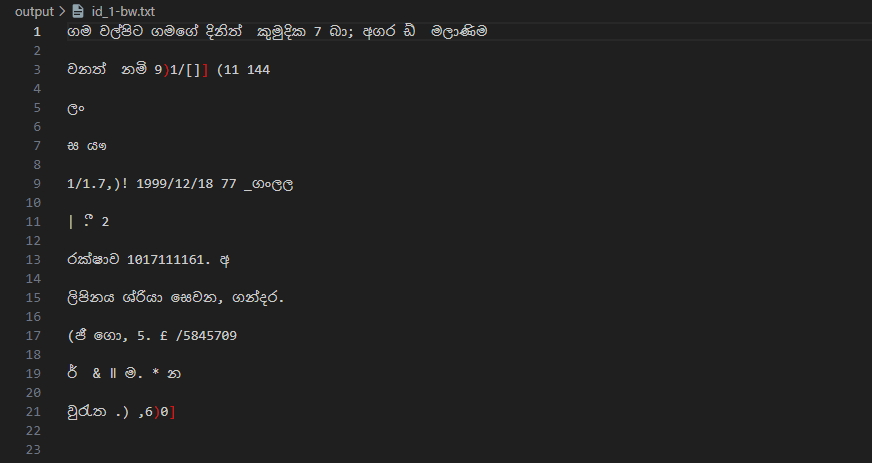 output > id_1-bw.txt
1 ගම වල්පිට ගමගේ දිනිත් කුමුදික 7 බා; අගර ඩී මලාණිම
2
3 වනත් නමි 9)1/[]] (11 144
4
5 ලං
6
7 ස යෟ
8
9 1/1.7,)! 1999/12/18 77 _ගංලල
10
11 | 2
12
13 රක්ෂාව 1017111161. අ
14
15 ලිපිනය ශ්රියා සෙවන, ගන්දර.
16
17 (ජී ගො, 5. £ /5845709
18
19 ර් & ॥ ම. * න
20
21 වුරැත .) ,6)0]
22
23